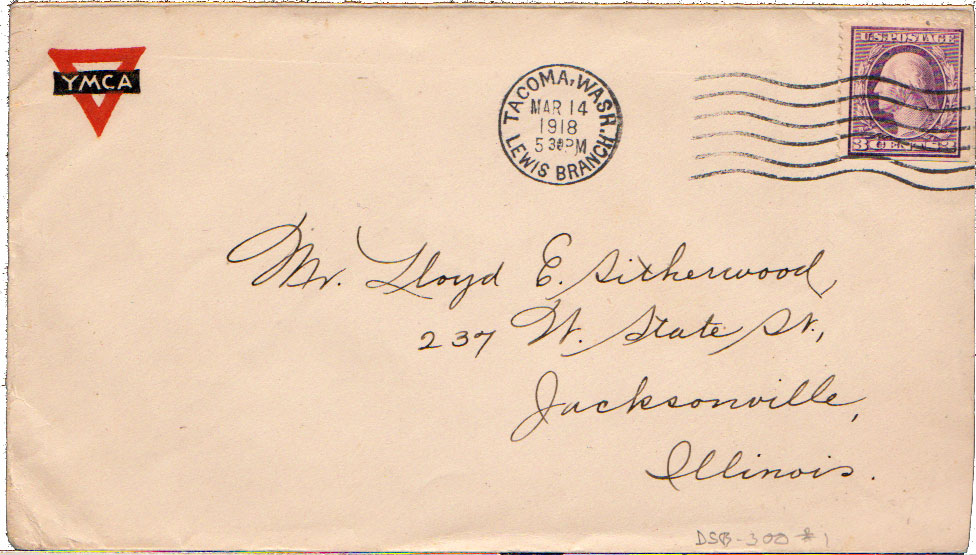 YMCA
TACOMA, WASH.
MAR 14
1918
5 30 PM
LEWIS BRANCH.
U.S. POSTAGE
3 CENTS 3
Mr. Lloyd E. Sitherwood,
237 W. State St.,
Jacksonville,
Illinois.
DSB-300 #1